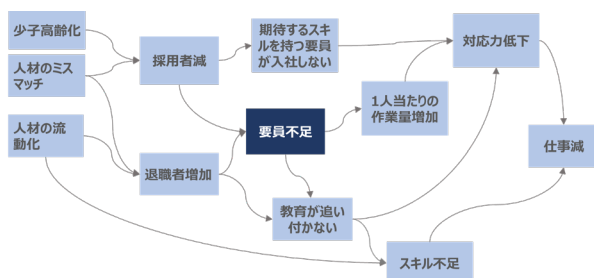 少子高齢化
人材のミス
マッチ
人材の流
動化
採用者減
退職者増加
期待するスキ
ルを持つ要員
が入社しない
要員不足
1人当たりの
作業量増加
教育が追い
付かない
対応力低下
スキル不足
仕事減